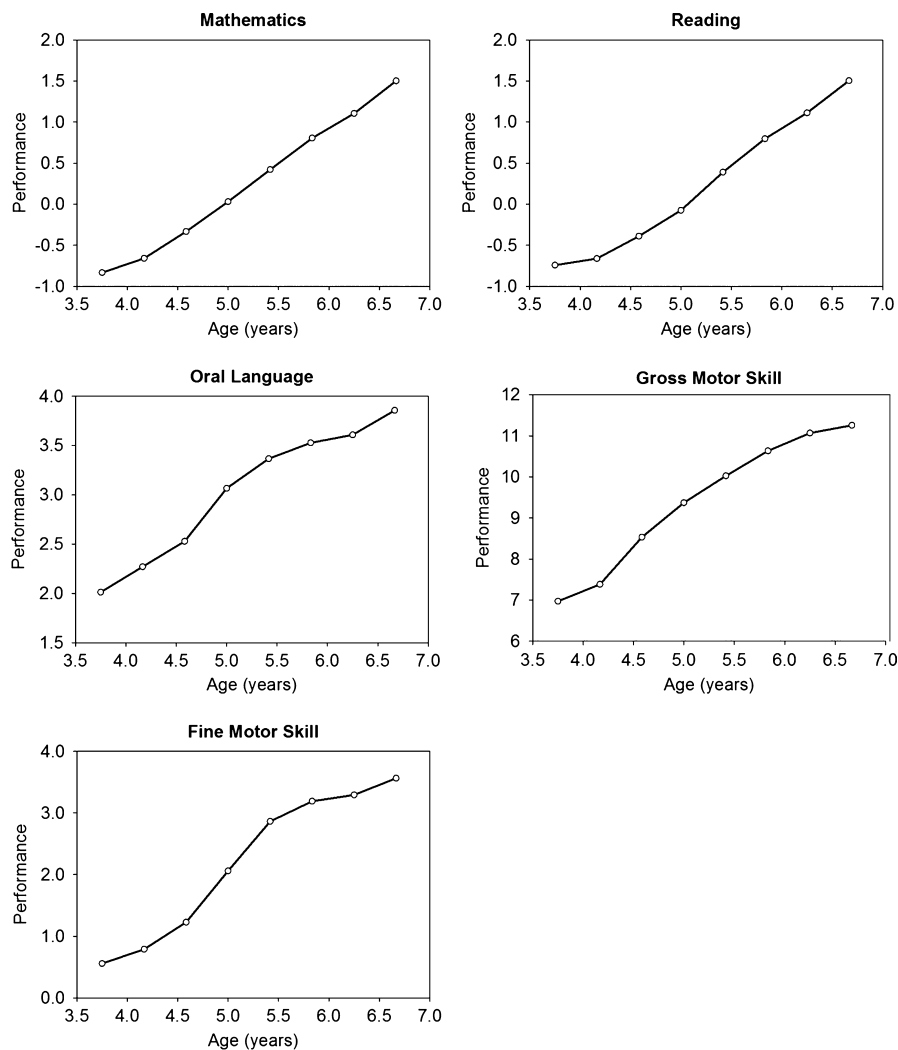 Mathematics
2.0
1.5
1.0
0.5
0.0
-0.5
-1.0
Performance
3.5 4.0 4.5 5.0 5.5 6.0 6.5 7.0
Age (years)
Reading
2.0
1.5
1.0
0.5
0.0
-0.5
-1.0
Performance
3.5 4.0 4.5 5.0 5.5 6.0 6.5 7.0
Age (years)
Oral Language
4.0
3.5
3.0
2.5
2.0
1.5
Performance
3.5 4.0 4.5 5.0 5.5 6.0 6.5 7.0
Age (years)
Gross Motor Skill
12
11
10
9
8
7
6
Performance
3.5 4.0 4.5 5.0 5.5 6.0 6.5 7.0
Age (years)
Fine Motor Skill
4.0
3.0
2.0
1.0
0.0
Performance
3.5 4.0 4.5 5.0 5.5 6.0 6.5 7.0
Age (years)